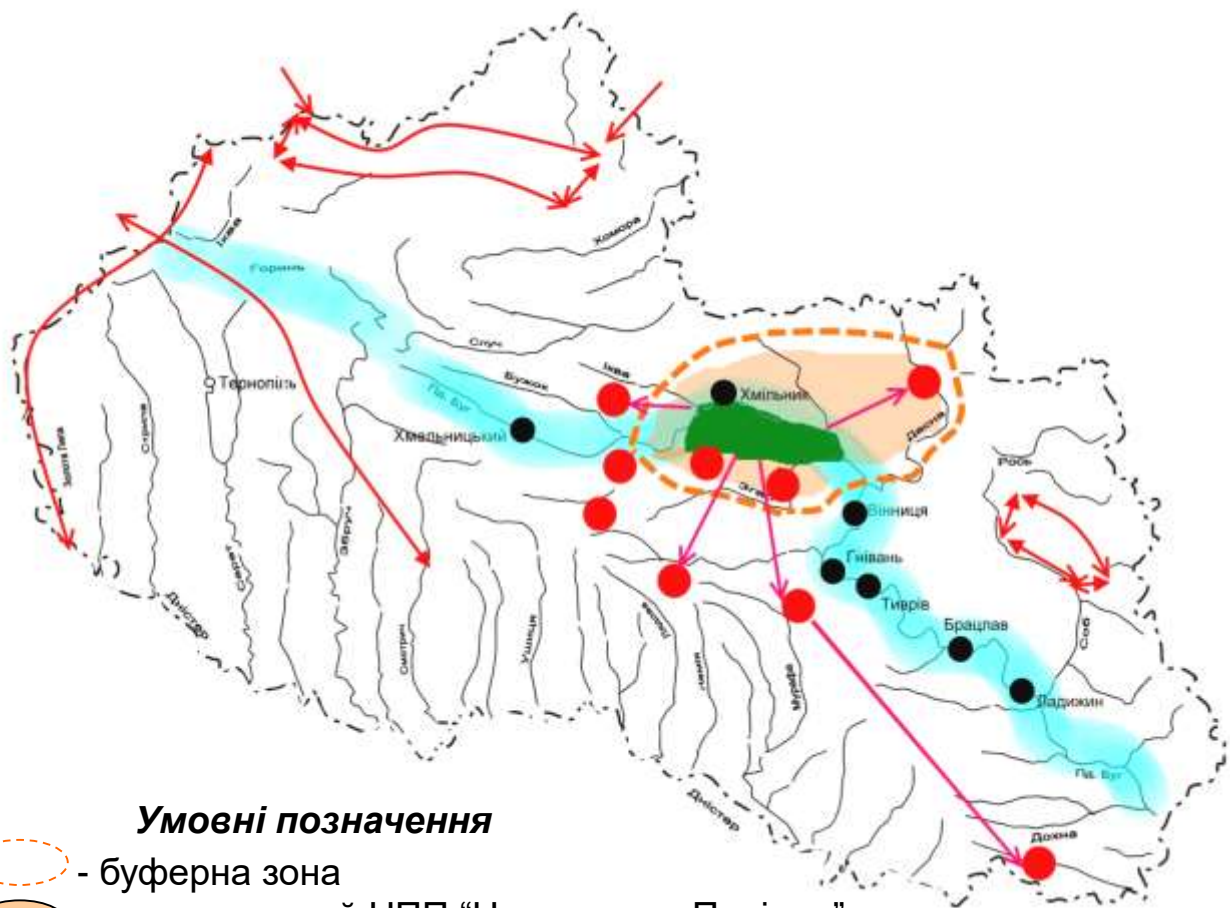 Хомора
Іква
Горинь
Случ
Бужок
Іква
Хмільник
Тернопіль
Пд. Буг
Хмельницький
Десна
Стрипа
Золота Липа
Рось
Збруч
Вінниця
Серет
Гнівань
Тиврів
Дністер
Смотрич
Ушиця
Брацлав
Соб
Мурафа
Ладижин
Пд. Буг
Дністер
Дохна
Умовні позначення
- буферна зона